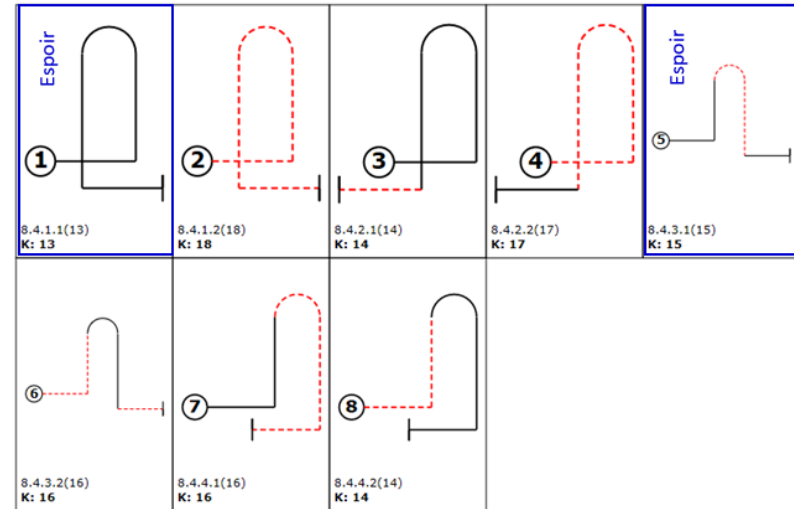 Espoir
1
8.4.1.1(13)
K: 13
2
8.4.1.2(18)
K: 18
3
8.4.2.1(14)
K: 14
4
8.4.2.2(17)
K: 17
Espoir
5
8.4.3.1(15)
K: 15
6
8.4.3.2(16)
K: 16
7
8.4.4.1(16)
K: 16
8
8.4.4.2(14)
K: 14